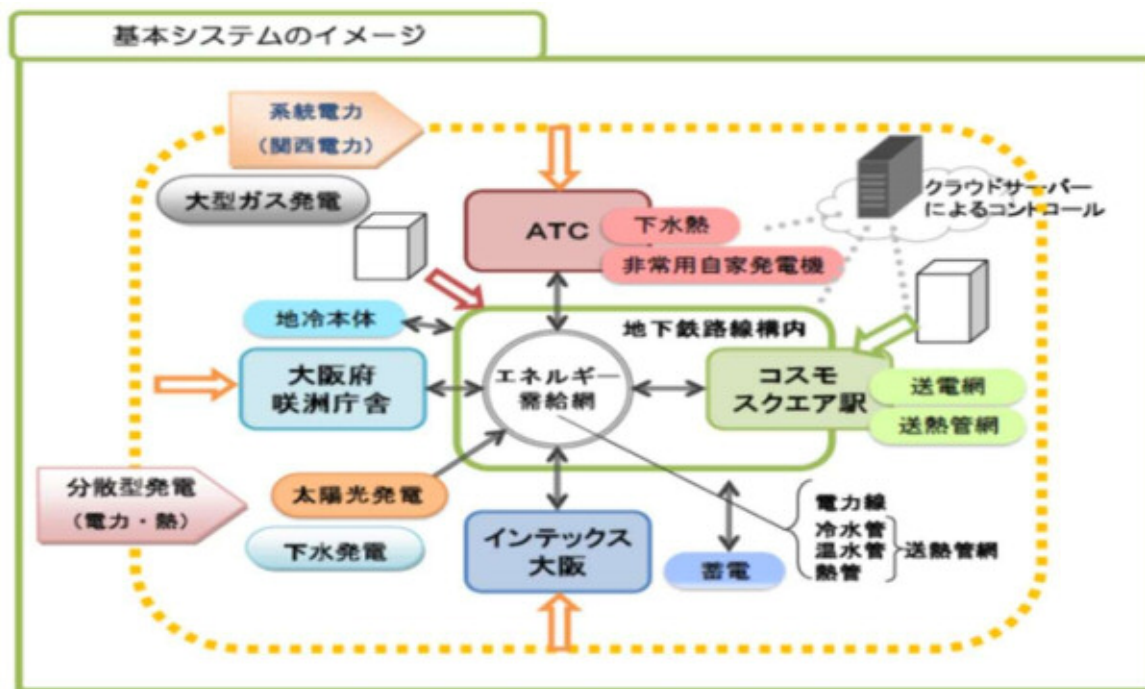 基本システムのイメージ
系統電力
（関西電力）
大型ガス発電
ATC
下水熱
非常用自家発電機
クラウドサーバー
によるコントロール
地冷本体
地下鉄路線構内
大阪府
咲洲庁舎
エネルギー
需給網
コスモ
スクエア駅
送電網
送熱管網
分散型発電
（電力・熱）
太陽光発電
下水発電
インテックス
大阪
蓄電
電力線
冷水管
温水管
熱管
送熱管網